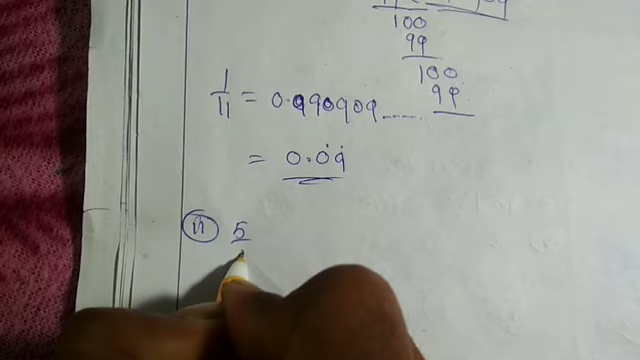 100
99
100
99
1/11 = 0.090909.....
= 0.0̇9̇
(ii) 5